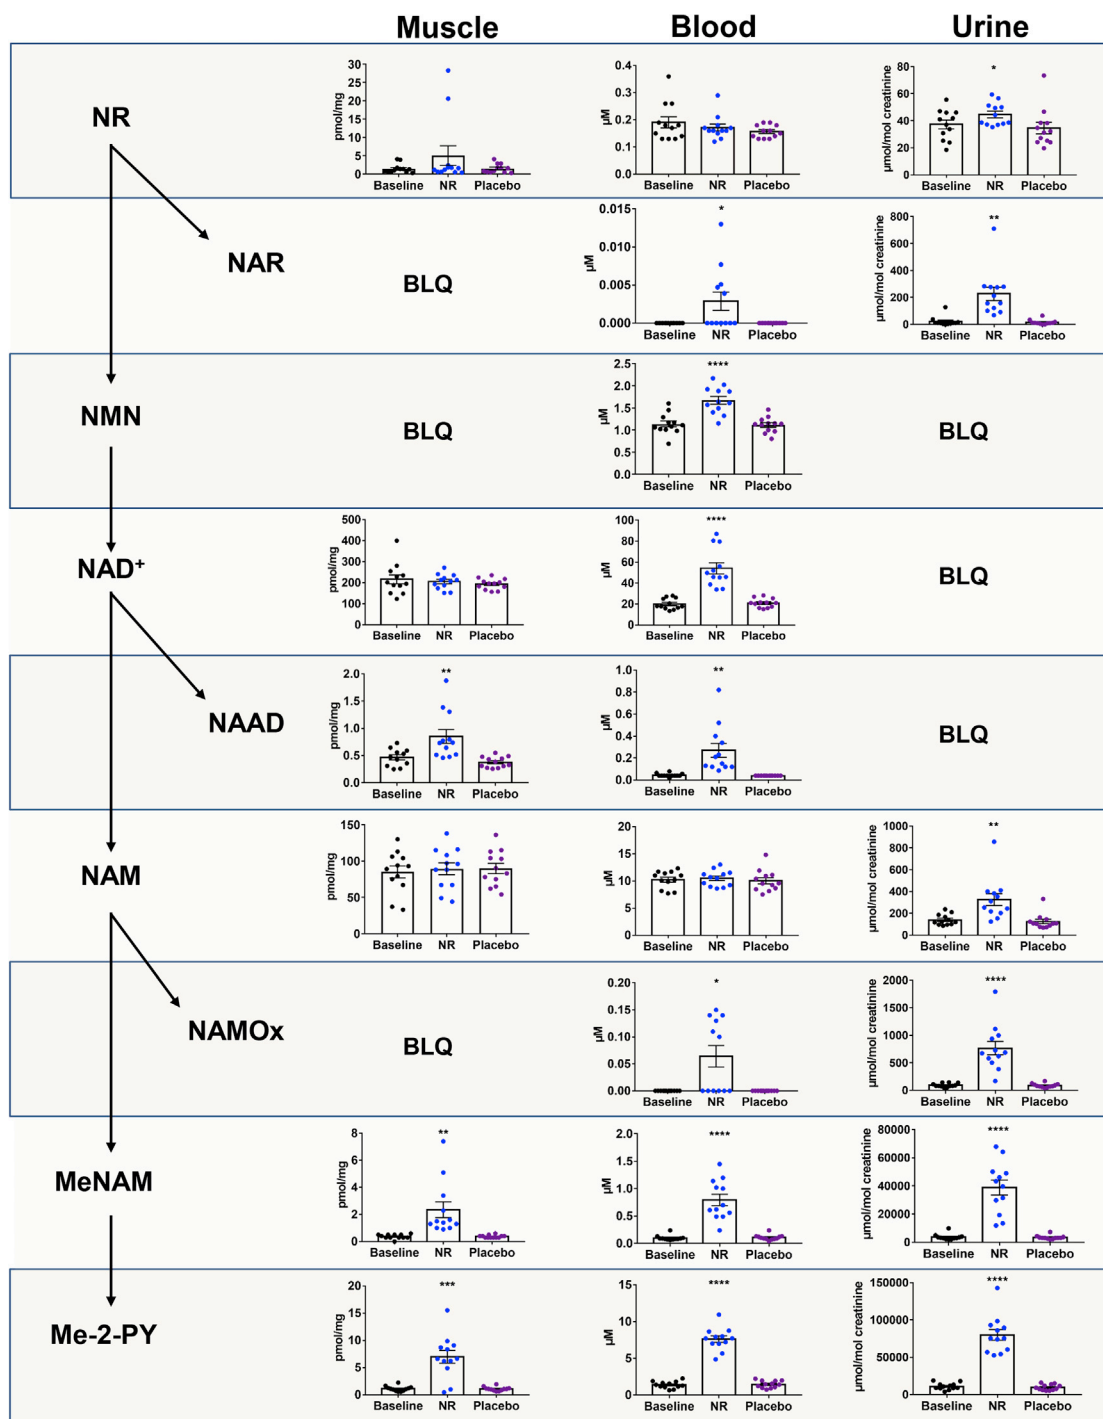 Muscle Blood Urine
NR
pmol/mg
30
25
20
15
10
5
0
Baseline NR Placebo
µM
0.4
0.3
0.2
0.1
0.0
Baseline NR Placebo
µmol/mol creatinine
80
60
40
20
0
*
Baseline NR Placebo
NAR
BLQ
µM
0.015
0.010
0.005
0.000
*
Baseline NR Placebo
µmol/mol creatinine
800
600
400
200
0
**
Baseline NR Placebo
NMN
BLQ
µM
2.5
2.0
1.5
1.0
0.5
0.0
****
Baseline NR Placebo
BLQ
NAD+
pmol/mg
500
400
300
200
100
0
Baseline NR Placebo
µM
100
80
60
40
20
0
****
Baseline NR Placebo
BLQ
NAAD
pmol/mg
2.0
1.5
1.0
0.5
0.0
**
Baseline NR Placebo
µM
1.0
0.8
0.6
0.4
0.2
0.0
**
Baseline NR Placebo
BLQ
NAM
pmol/mg
150
100
50
0
Baseline NR Placebo
µM
20
15
10
5
0
Baseline NR Placebo
µmol/mol creatinine
1000
800
600
400
200
0
**
Baseline NR Placebo
NAMOx
BLQ
µM
0.20
0.15
0.10
0.05
0.00
*
Baseline NR Placebo
µmol/mol creatinine
2000
1500
1000
500
0
****
Baseline NR Placebo
MeNAM
pmol/mg
8
6
4
2
0
**
Baseline NR Placebo
µM
2.0
1.5
1.0
0.5
0.0
****
Baseline NR Placebo
µmol/mol creatinine
80000
60000
40000
20000
0
****
Baseline NR Placebo
Me-2-PY
pmol/mg
20
15
10
5
0
***
Baseline NR Placebo
µM
15
10
5
0
****
Baseline NR Placebo
µmol/mol creatinine
150000
100000
50000
0
****
Baseline NR Placebo